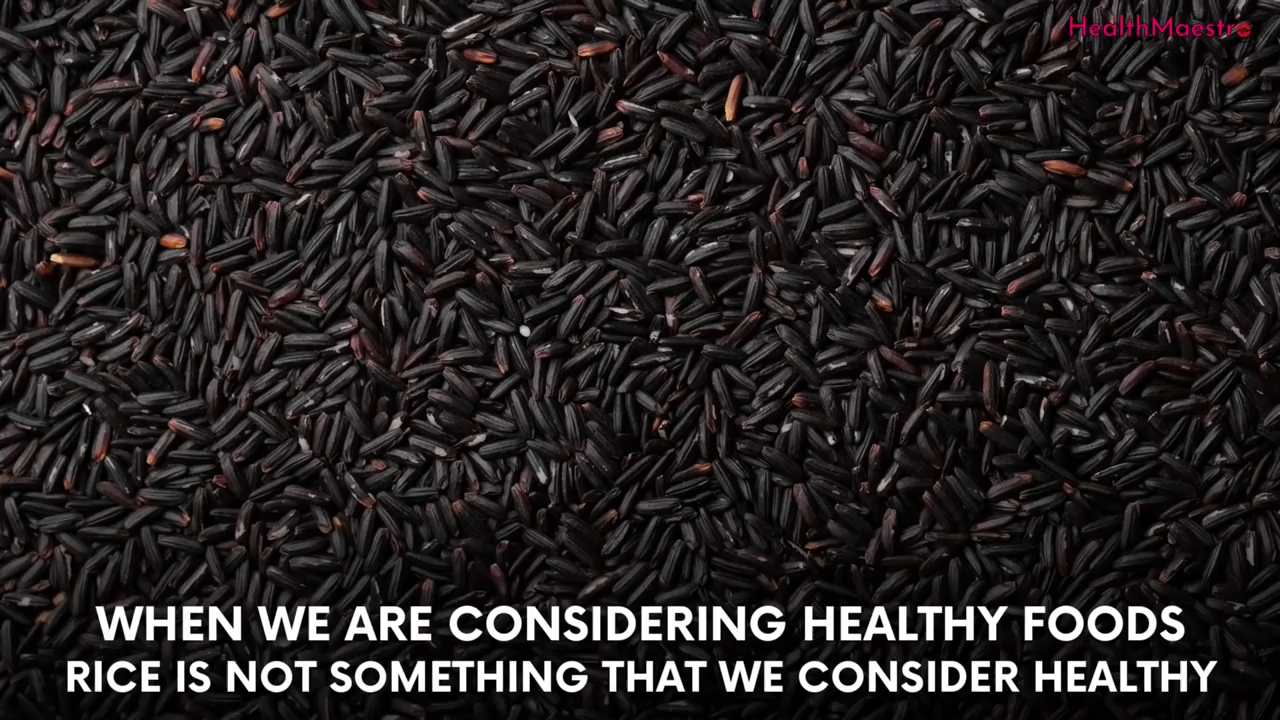 HealthMaestro
WHEN WE ARE CONSIDERING HEALTHY FOODS
RICE IS NOT SOMETHING THAT WE CONSIDER HEALTHY